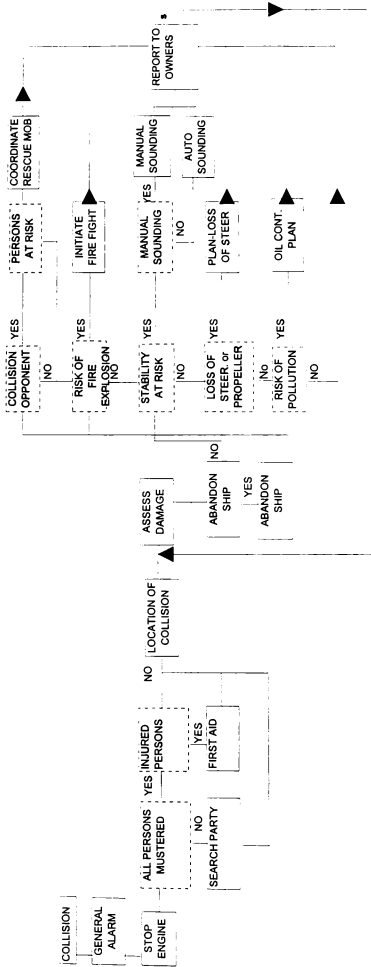 COLLISION
GENERAL
ALARM
STOP
ENGINE
ALL PERSONS
MUSTERED
YES
NO
SEARCH PARTY
INJURED
PERSONS
NO
YES
FIRST AID
LOCATION OF
COLLISION
ASSESS
DAMAGE
ABANDON
SHIP
NO
YES
ABANDON
SHIP
COLLISION
OPPONENT
YES
NO
PERSONS
AT RISK
COORDINATE
RESCUE MOB
RISK OF
FIRE
EXPLOSION
YES
NO
INITIATE
FIRE FIGHT
STABILITY
AT RISK
YES
NO
MANUAL
SOUNDING
YES
NO
MANUAL
SOUNDING
AUTO
SOUNDING
REPORT TO
OWNERS
s
LOSS OF
STEER. or
PROPELLER
YES
No
PLAN-LOSS
OF STEER
RISK OF
POLLUTION
YES
NO
OIL CONT.
PLAN